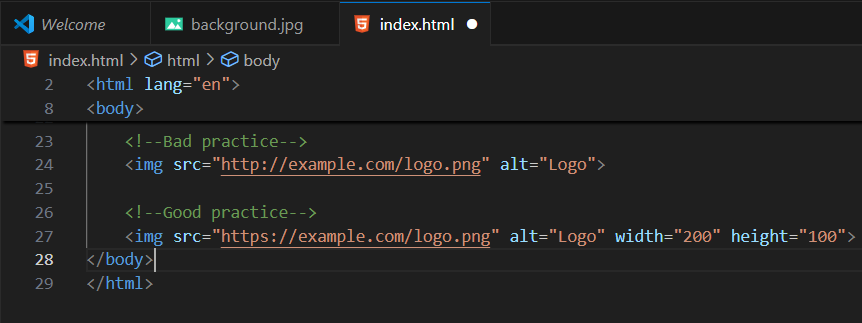 Welcome background.jpg index.html
index.html > html > body
2 <html lang="en">
8 <body>
23 <!--Bad practice-->
24 <img src="http://example.com/logo.png" alt="Logo">
25
26 <!--Good practice-->
27 <img src="https://example.com/logo.png" alt="Logo" width="200" height="100">
28 </body>
29 </html>